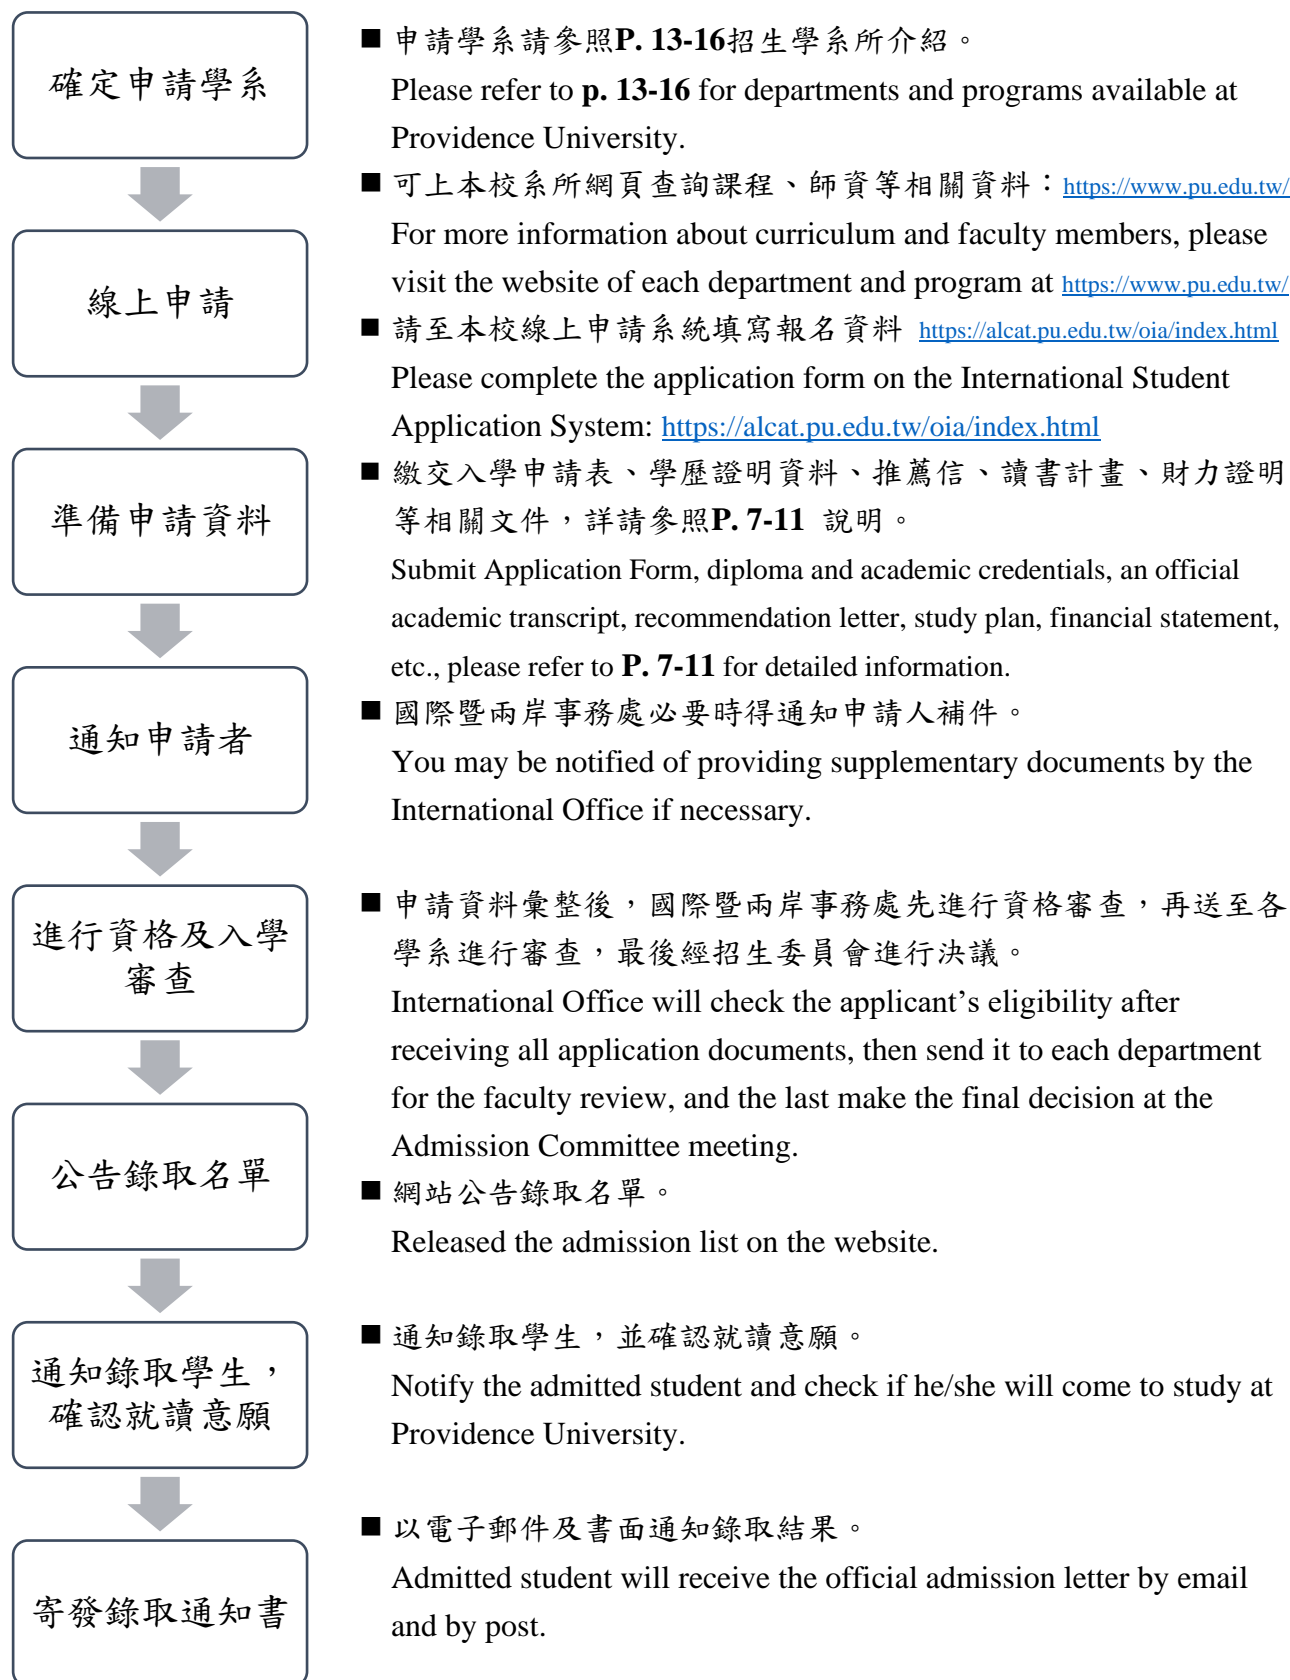 確定申請學系
線上申請
準備申請資料
通知申請者
進行資格及入學
審查
公告錄取名單
通知錄取學生，
確認就讀意願
寄發錄取通知書
■ 申請學系請參照P. 13-16招生學系所介紹。
Please refer to p. 13-16 for departments and programs available at
Providence University.
■ 可上本校系所網頁查詢課程、師資等相關資料：https://www.pu.edu.tw/
For more information about curriculum and faculty members, please
visit the website of each department and program at https://www.pu.edu.tw/
■ 請至本校線上申請系統填寫報名資料 https://alcat.pu.edu.tw/oia/index.html
Please complete the application form on the International Student
Application System: https://alcat.pu.edu.tw/oia/index.html
■ 繳交入學申請表、學歷證明資料、推薦信、讀書計畫、財力證明
等相關文件，詳請參照P. 7-11 說明。
Submit Application Form, diploma and academic credentials, an official
academic transcript, recommendation letter, study plan, financial statement,
etc., please refer to P. 7-11 for detailed information.
■ 國際暨兩岸事務處必要時得通知申請人補件。
You may be notified of providing supplementary documents by the
International Office if necessary.
■ 申請資料彙整後，國際暨兩岸事務處先進行資格審查，再送至各
學系進行審查，最後經招生委員會進行決議。
International Office will check the applicant’s eligibility after
receiving all application documents, then send it to each department
for the faculty review, and the last make the final decision at the
Admission Committee meeting.
■ 網站公告錄取名單。
Released the admission list on the website.
■ 通知錄取學生，並確認就讀意願。
Notify the admitted student and check if he/she will come to study at
Providence University.
■ 以電子郵件及書面通知錄取結果。
Admitted student will receive the official admission letter by email
and by post.